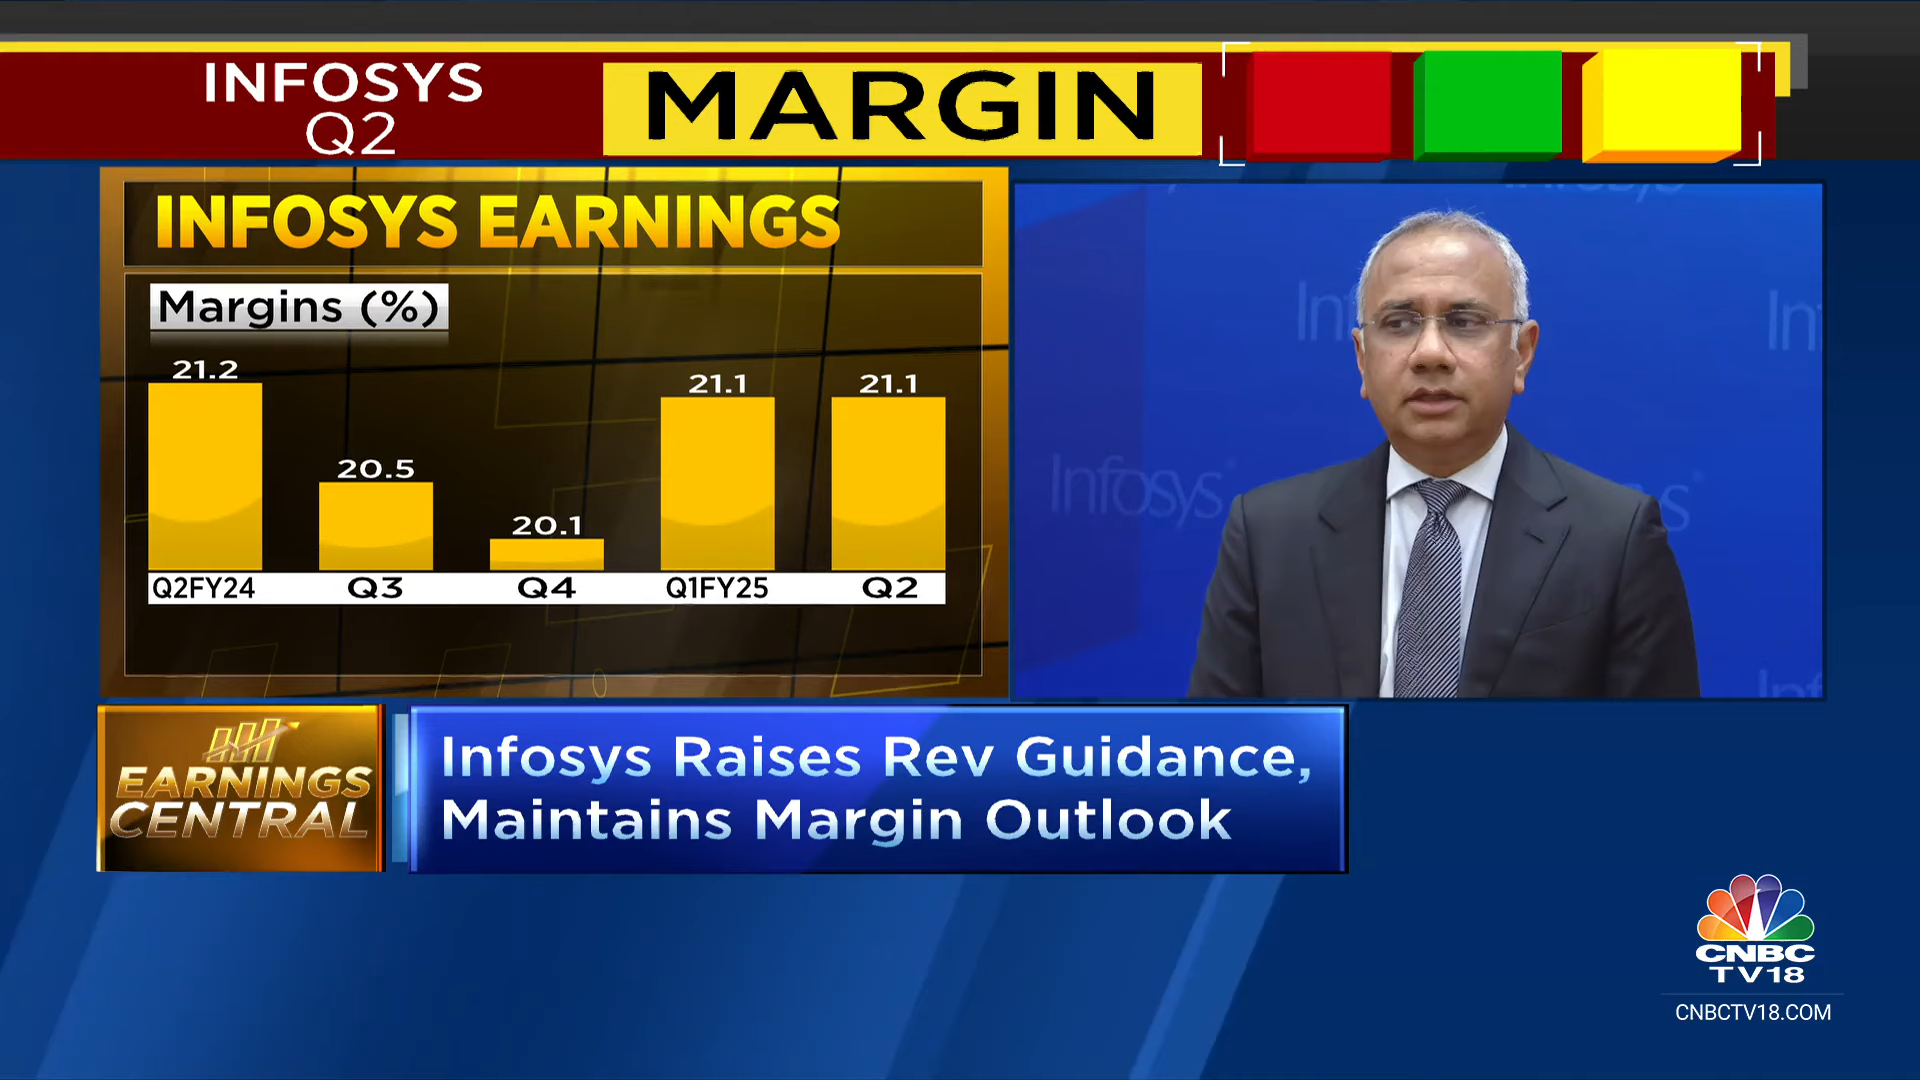 INFOSYS
Q2
MARGIN
INFOSYS EARNINGS
Margins (%)
21.2
20.5
20.1
21.1
21.1
Q2FY24
Q3
Q4
Q1FY25
Q2
Infosys
EARNINGS
CENTRAL
Infosys Raises Rev Guidance,
Maintains Margin Outlook
CNBC
TV18
CNBCTV18.COM